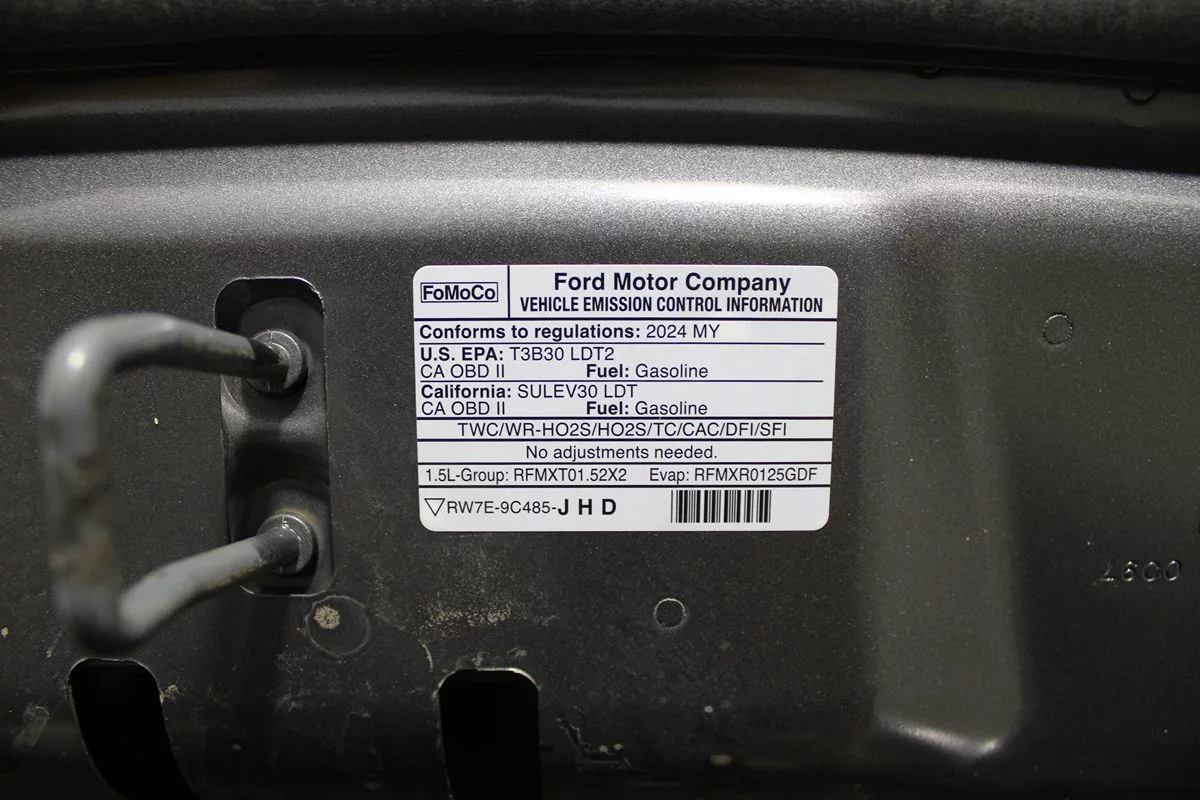 FoMoCo
Ford Motor Company
VEHICLE EMISSION CONTROL INFORMATION
Conforms to regulations: 2024 MY
U.S. EPA: T3B30 LDT2
CA OBD II Fuel: Gasoline
California: SULEV30 LDT
CA OBD II Fuel: Gasoline
TWC/WR-HO2S/HO2S/TC/CAC/DFI/SFI
No adjustments needed.
1.5L-Group: RFMXT01.52X2 Evap: RFMXR0125GDF
RW7E-9C485-JHD